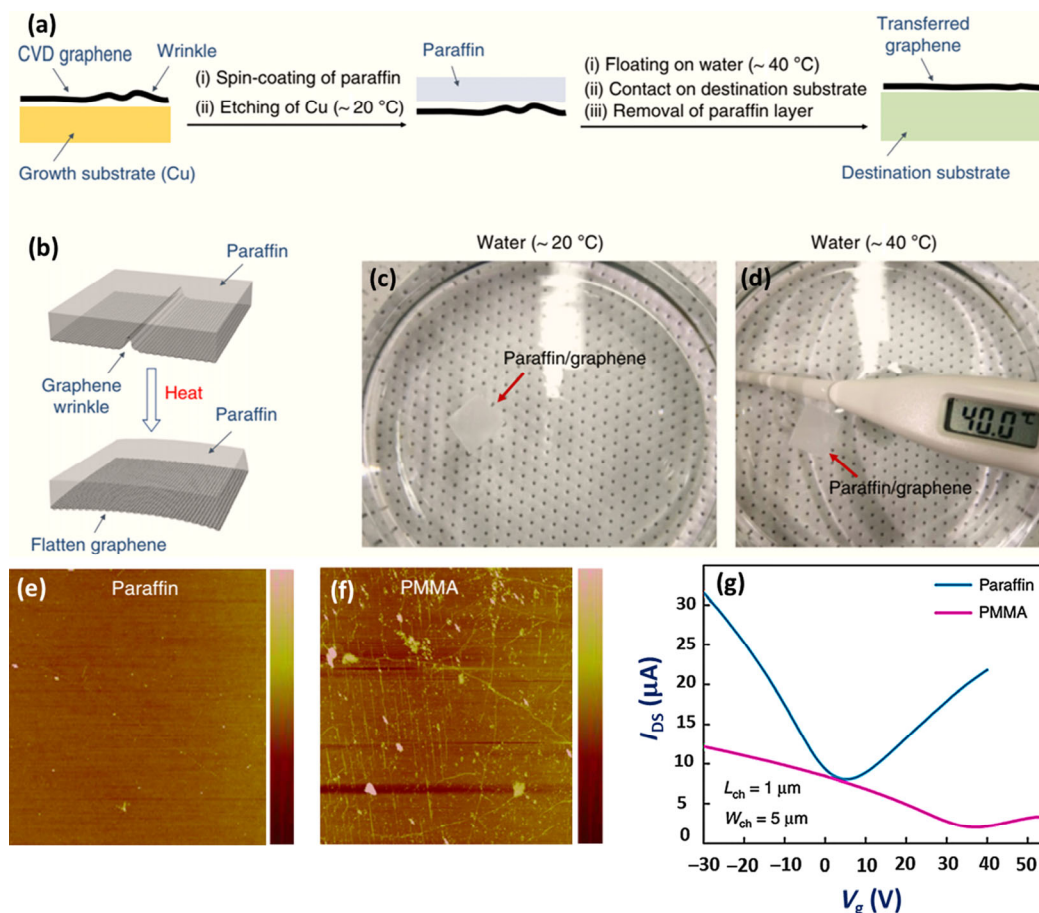 (a)
CVD graphene
Wrinkle
Growth substrate (Cu)
(i) Spin-coating of paraffin
(ii) Etching of Cu (~ 20 °C)
Paraffin
(i) Floating on water (~ 40 °C)
(ii) Contact on destination substrate
(iii) Removal of paraffin layer
Transferred
graphene
Destination substrate
(b)
Paraffin
Graphene
wrinkle
Heat
Paraffin
Flatten graphene
Water (~ 20 °C)
(c)
Paraffin/graphene
Water (~ 40 °C)
(d)
40.0 °C
Paraffin/graphene
(e)
Paraffin
(f)
PMMA
(g)
Paraffin
PMMA
I_DS (μA)
30
25
20
15
10
5
0
L_ch = 1 μm
W_ch = 5 μm
–30 –20 –10 0 10 20 30 40 50
V_g (V)